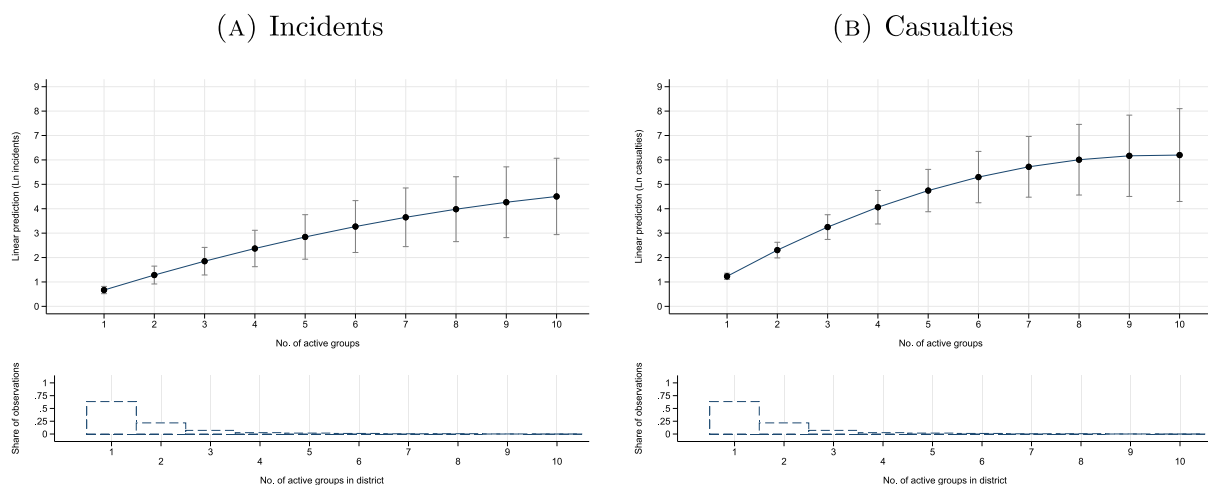 (A) Incidents
Linear prediction (Ln incidents)
9
8
7
6
5
4
3
2
1
0
1 2 3 4 5 6 7 8 9 10
No. of active groups
Share of observations
1
.75
.5
.25
0
1 3 5 7 9
2 4 6 8 10
No. of active groups in district
(B) Casualties
Linear prediction (Ln casualties)
9
8
7
6
5
4
3
2
1
0
1 2 3 4 5 6 7 8 9 10
No. of active groups
Share of observations
1
.75
.5
.25
0
1 3 5 7 9
2 4 6 8 10
No. of active groups in district